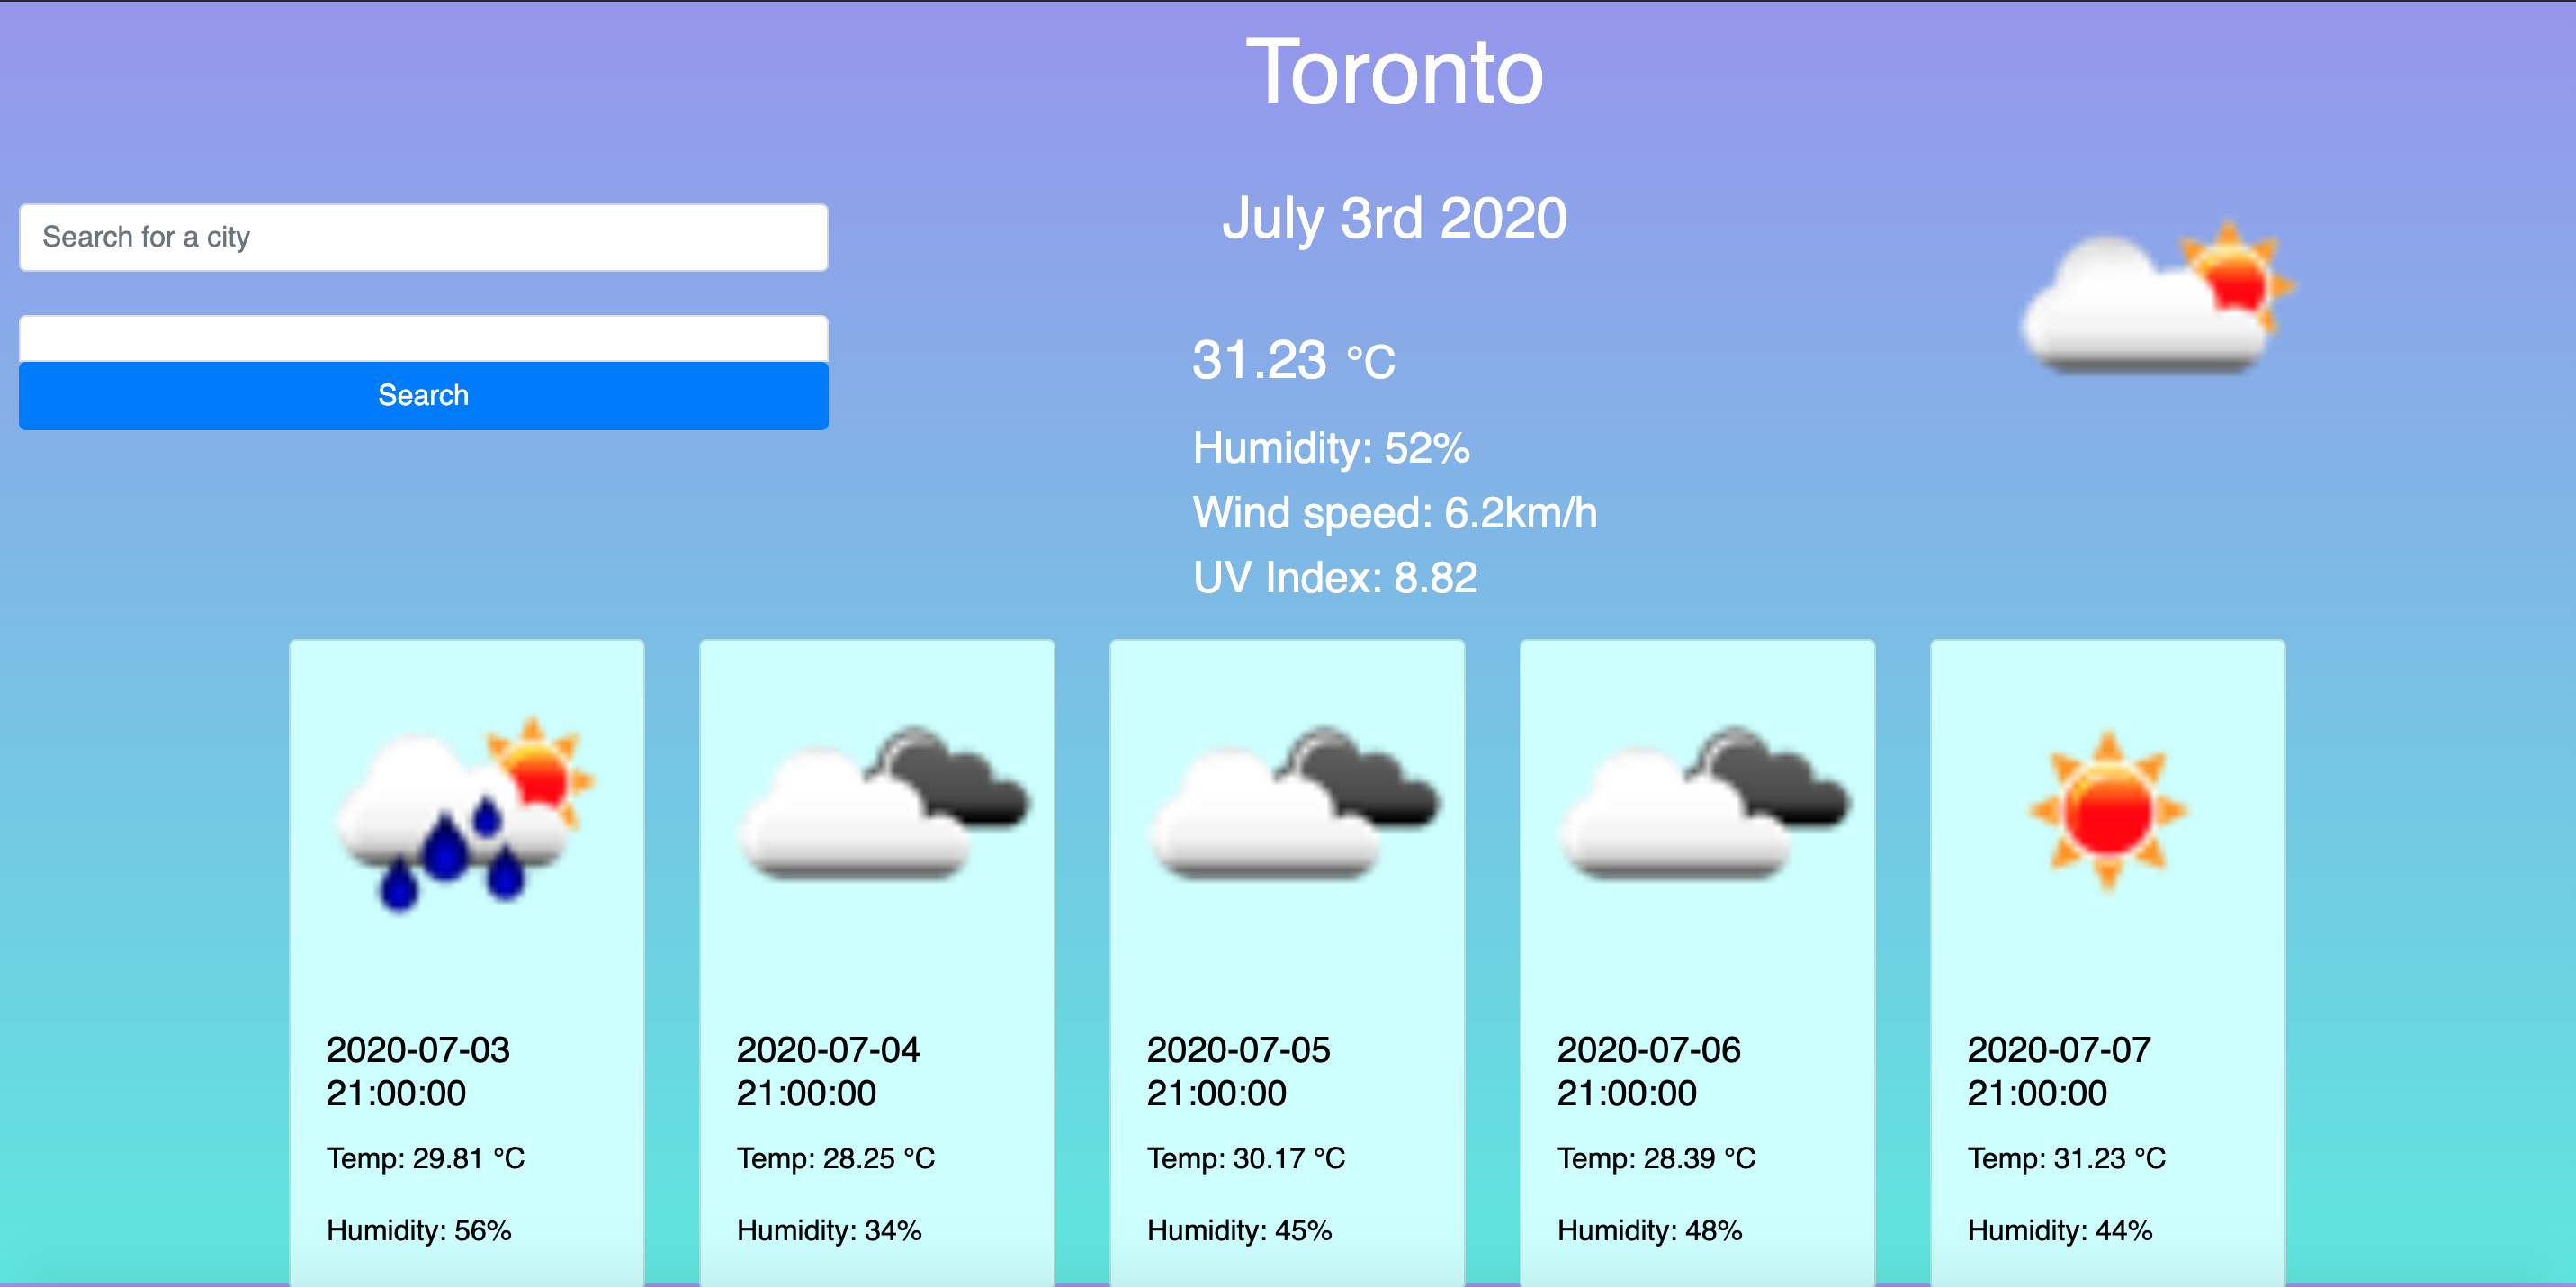 Toronto
July 3rd 2020
Search for a city
Search
31.23 °C
Humidity: 52%
Wind speed: 6.2km/h
UV Index: 8.82
2020-07-03
21:00:00
Temp: 29.81 °C
Humidity: 56%
2020-07-04
21:00:00
Temp: 28.25 °C
Humidity: 34%
2020-07-05
21:00:00
Temp: 30.17 °C
Humidity: 45%
2020-07-06
21:00:00
Temp: 28.39 °C
Humidity: 48%
2020-07-07
21:00:00
Temp: 31.23 °C
Humidity: 44%